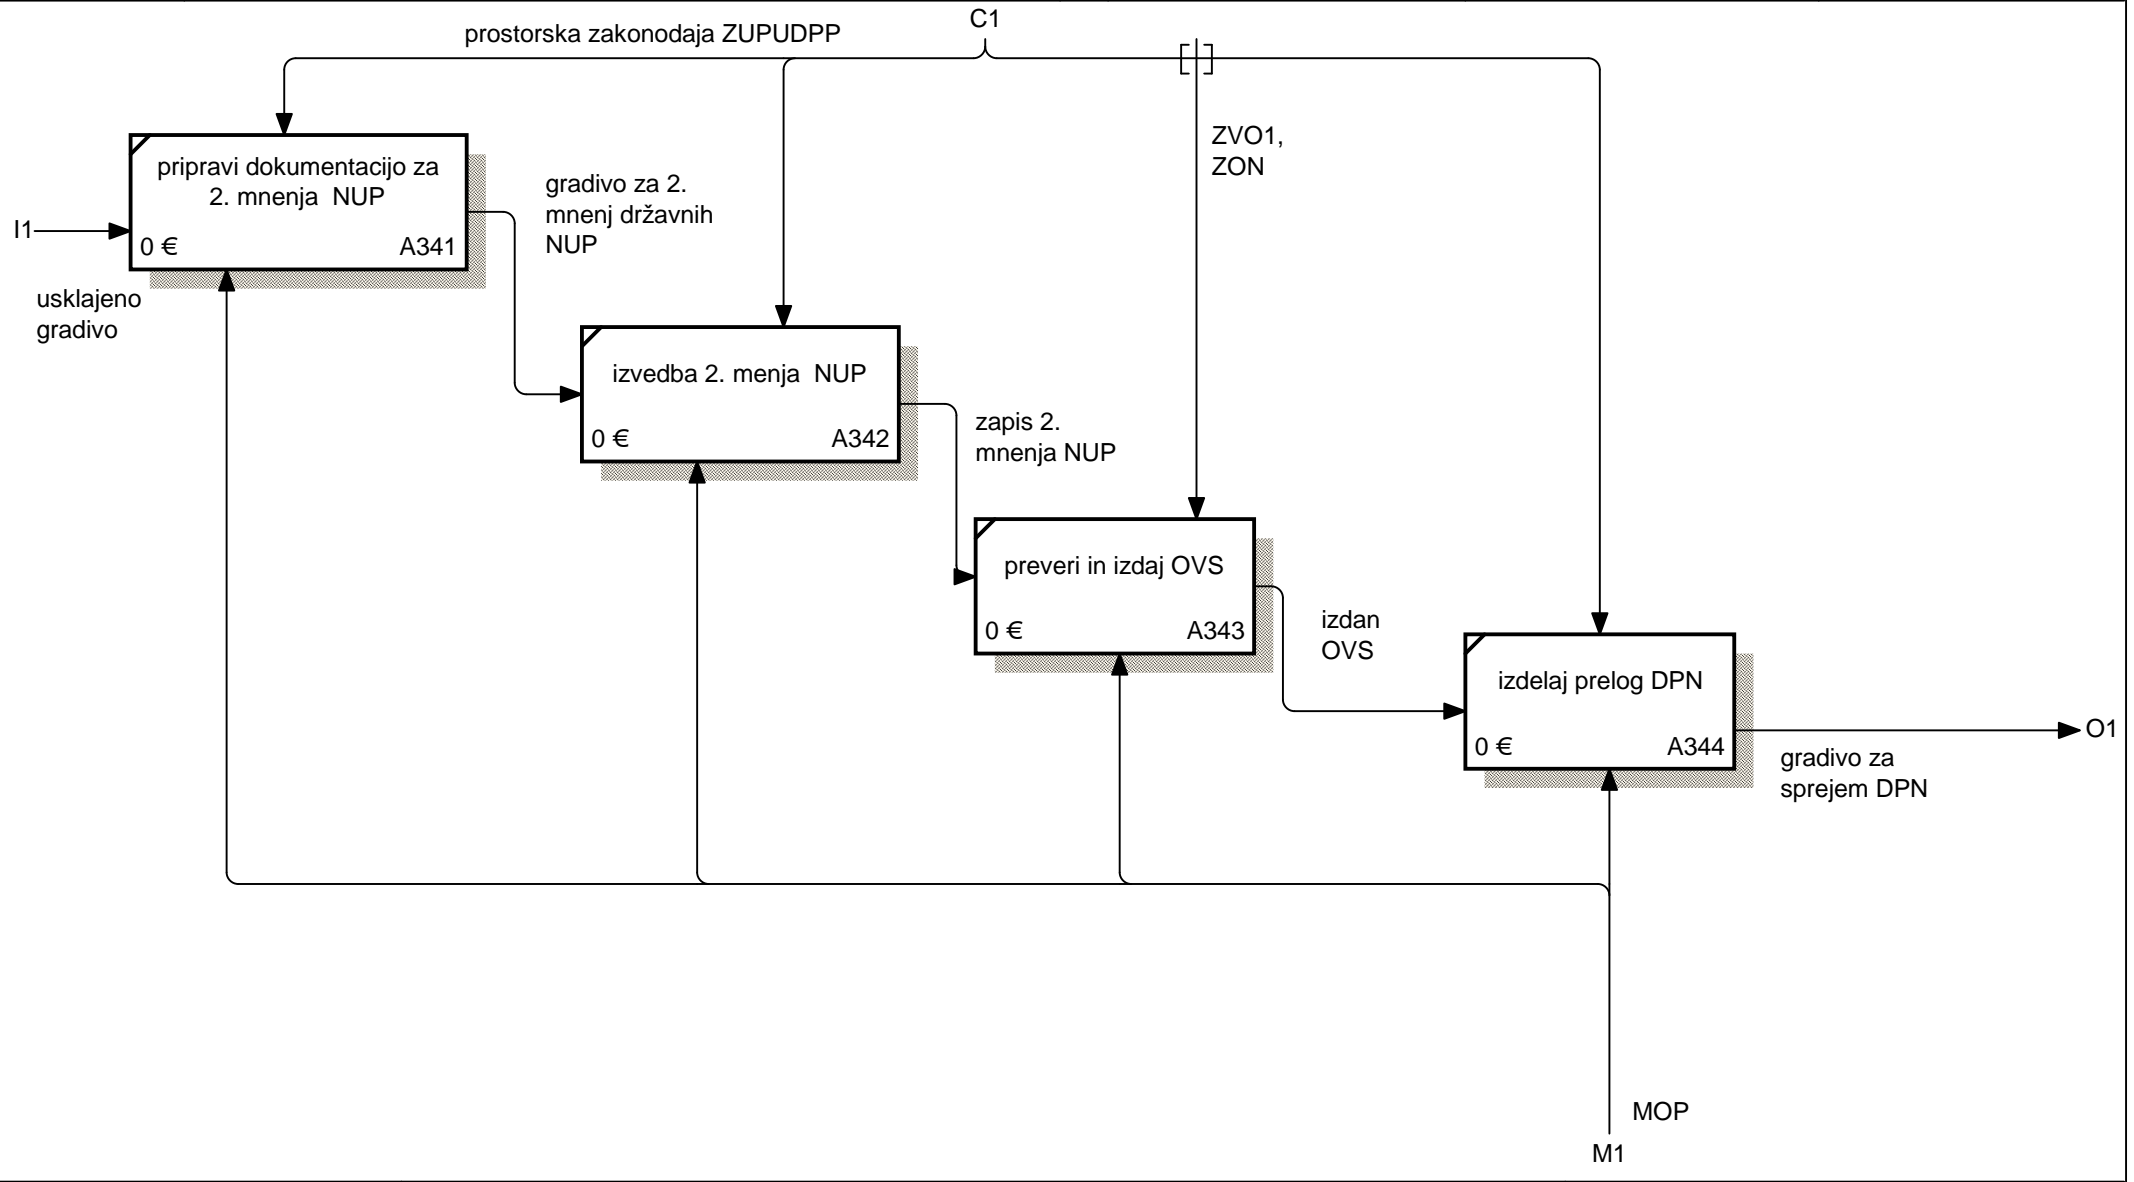 C1
prostorska zakonodaja ZUPUDPP
ZVO1,
ZON
pripravi dokumentacijo za
2. mnenja  NUP
0 €
A341
I1
usklajeno
gradivo
gradivo za 2.
mnenj državnih
NUP
izvedba 2. menja  NUP
0 €
A342
zapis 2.
mnenja NUP
preveri in izdaj OVS
0 €
A343
izdan
OVS
izdelaj prelog DPN
0 €
A344
O1
gradivo za
sprejem DPN
MOP
M1